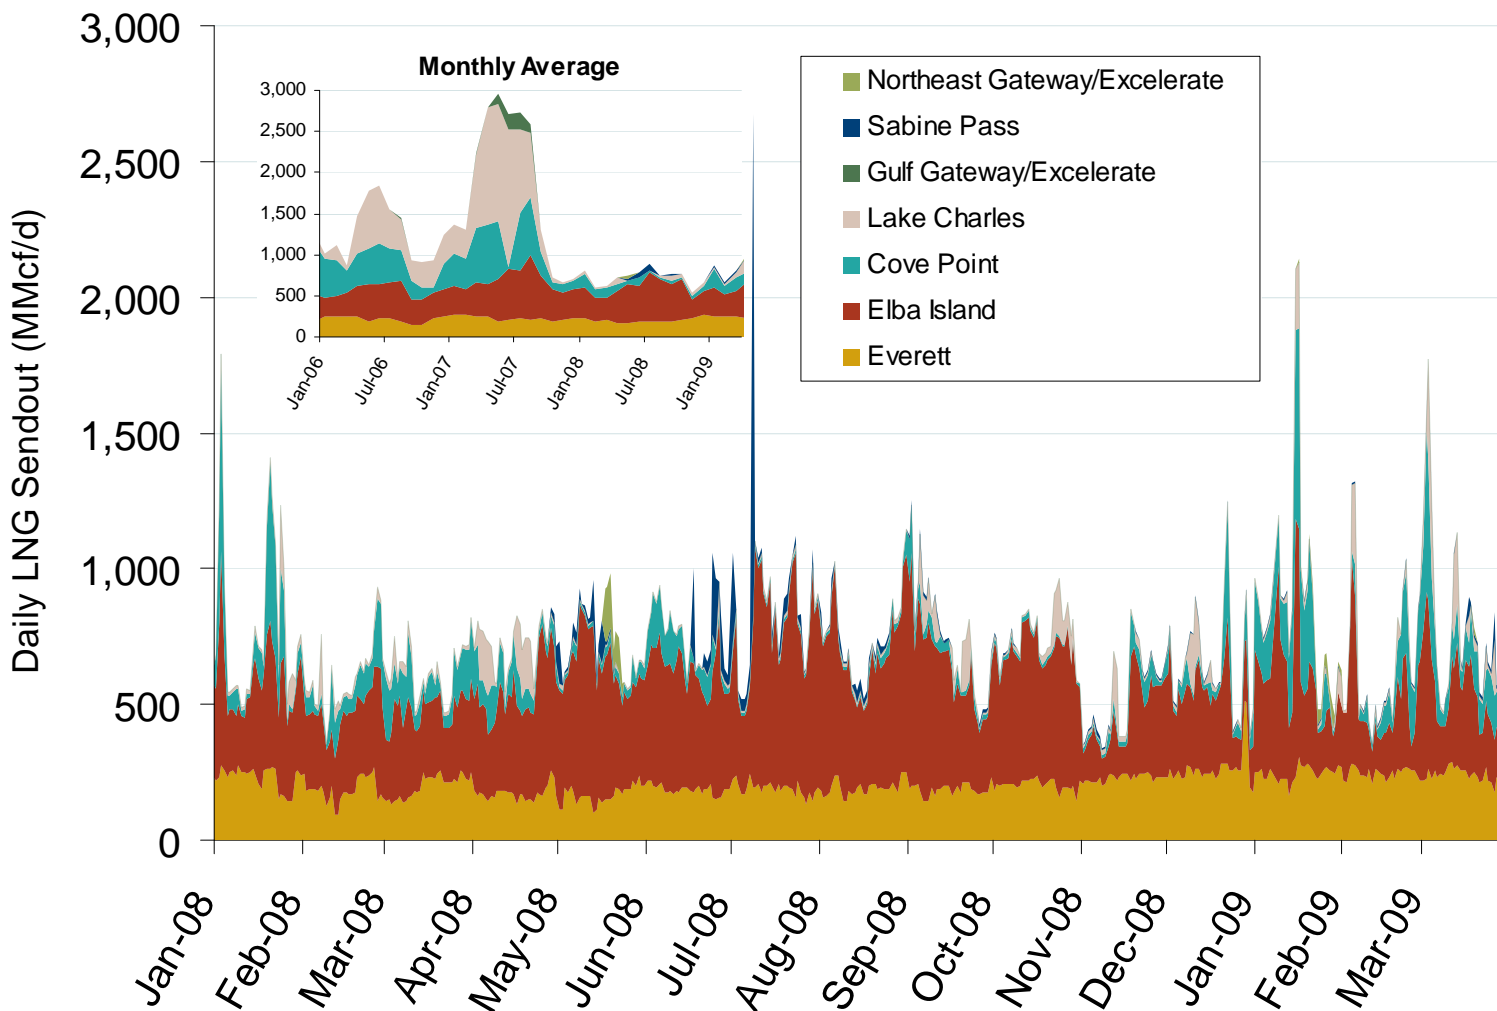 3,000
2,500
2,000
1,500
1,000
500
0
Daily LNG Sendout (MMcf/d)
Monthly Average
3,000
2,500
2,000
1,500
1,000
500
0
Jan-06
Jul-06
Jan-07
Jul-07
Jan-08
Jul-08
Jan-09
Northeast Gateway/Excelerate
Sabine Pass
Gulf Gateway/Excelerate
Lake Charles
Cove Point
Elba Island
Everett
Jan-08
Feb-08
Mar-08
Apr-08
May-08
Jun-08
Jul-08
Aug-08
Sep-08
Oct-08
Nov-08
Dec-08
Jan-09
Feb-09
Mar-09